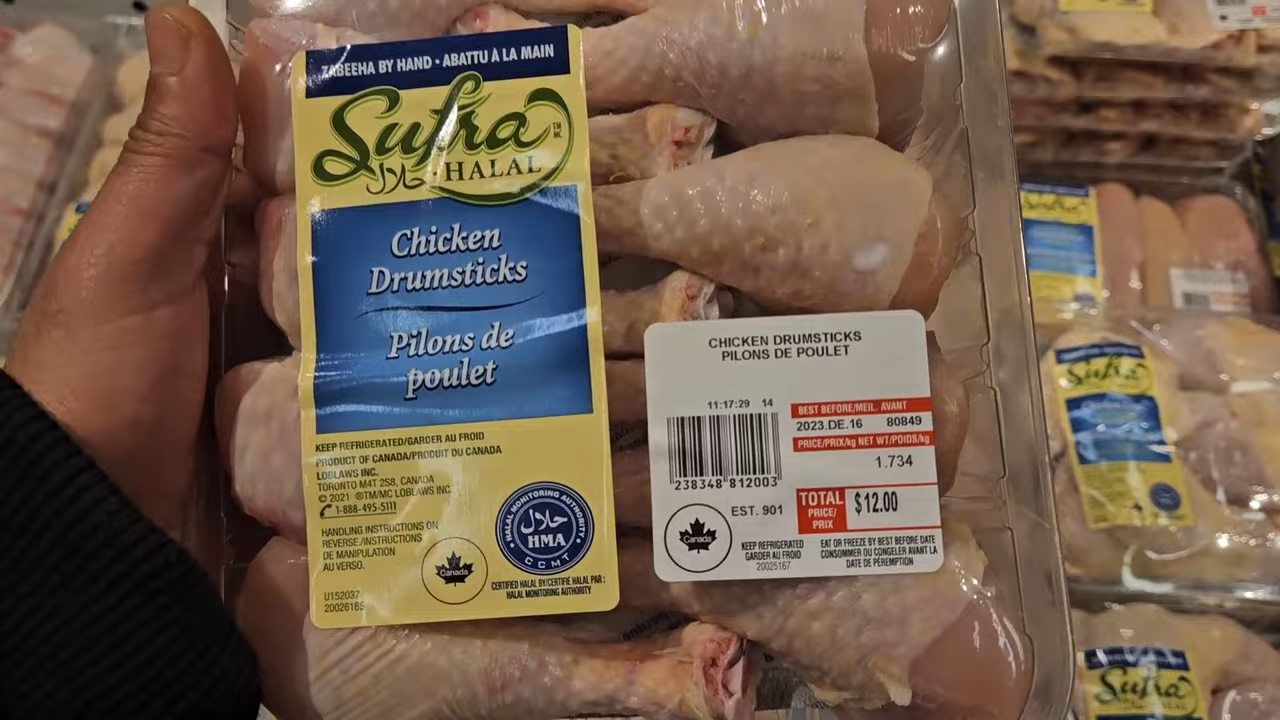 ZABEEHA BY HAND • ABATTU À LA MAIN
Sufra
TM
MC
حلال HALAL
Chicken
Drumsticks
Pilons de
poulet
KEEP REFRIGERATED/GARDER AU FROID
PRODUCT OF CANADA/PRODUIT DU CANADA
LOBLAWS INC.
TORONTO M4T 2S8, CANADA
© 2021 ®TM/MC LOBLAWS INC.
1-888-495-5111
HANDLING INSTRUCTIONS ON
REVERSE./INSTRUCTIONS
DE MANIPULATION
AU VERSO.
Canada
HALAL MONITORING AUTHORITY
حلال
HMA
CCMT
CERTIFIED HALAL BY/CERTIFIÉ HALAL PAR :
HALAL MONITORING AUTHORITY
U152037
20026185
CHICKEN DRUMSTICKS
PILONS DE POULET
11:17:29 14
BEST BEFORE/MEIL. AVANT
2023.DE.16 80849
PRICE/PRIX/kg NET WT/POIDS/kg
1.734
238348 812003
EST. 901
TOTAL
PRICE/
PRIX
$12.00
Canada
KEEP REFRIGERATED
GARDER AU FROID
20025167
EAT OR FREEZE BY BEST BEFORE DATE
CONSOMMER OU CONGELER AVANT LA
DATE DE PEREMPTION
Sufra
Sufra